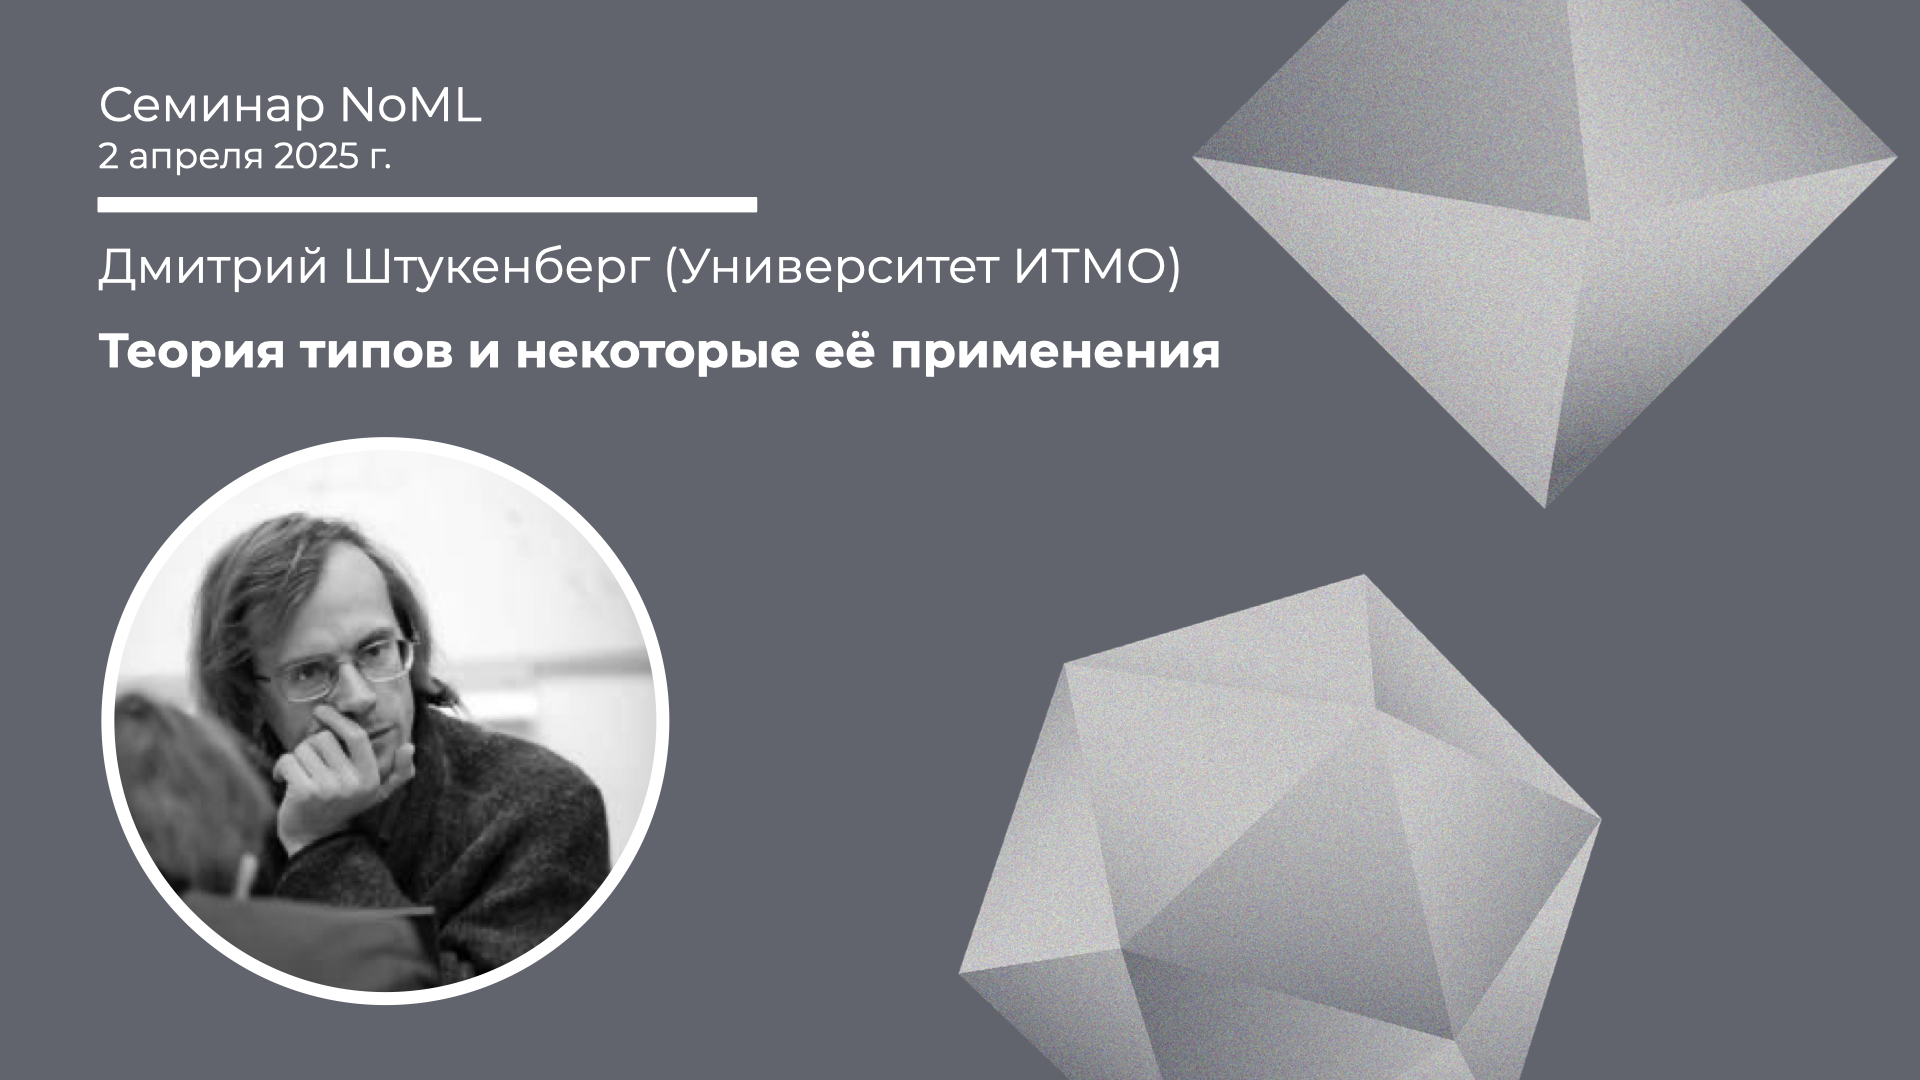 Семинар NoML
2 апреля 2025 г.
Дмитрий Штукенберг (Университет ИТМО)
Теория типов и некоторые её применения